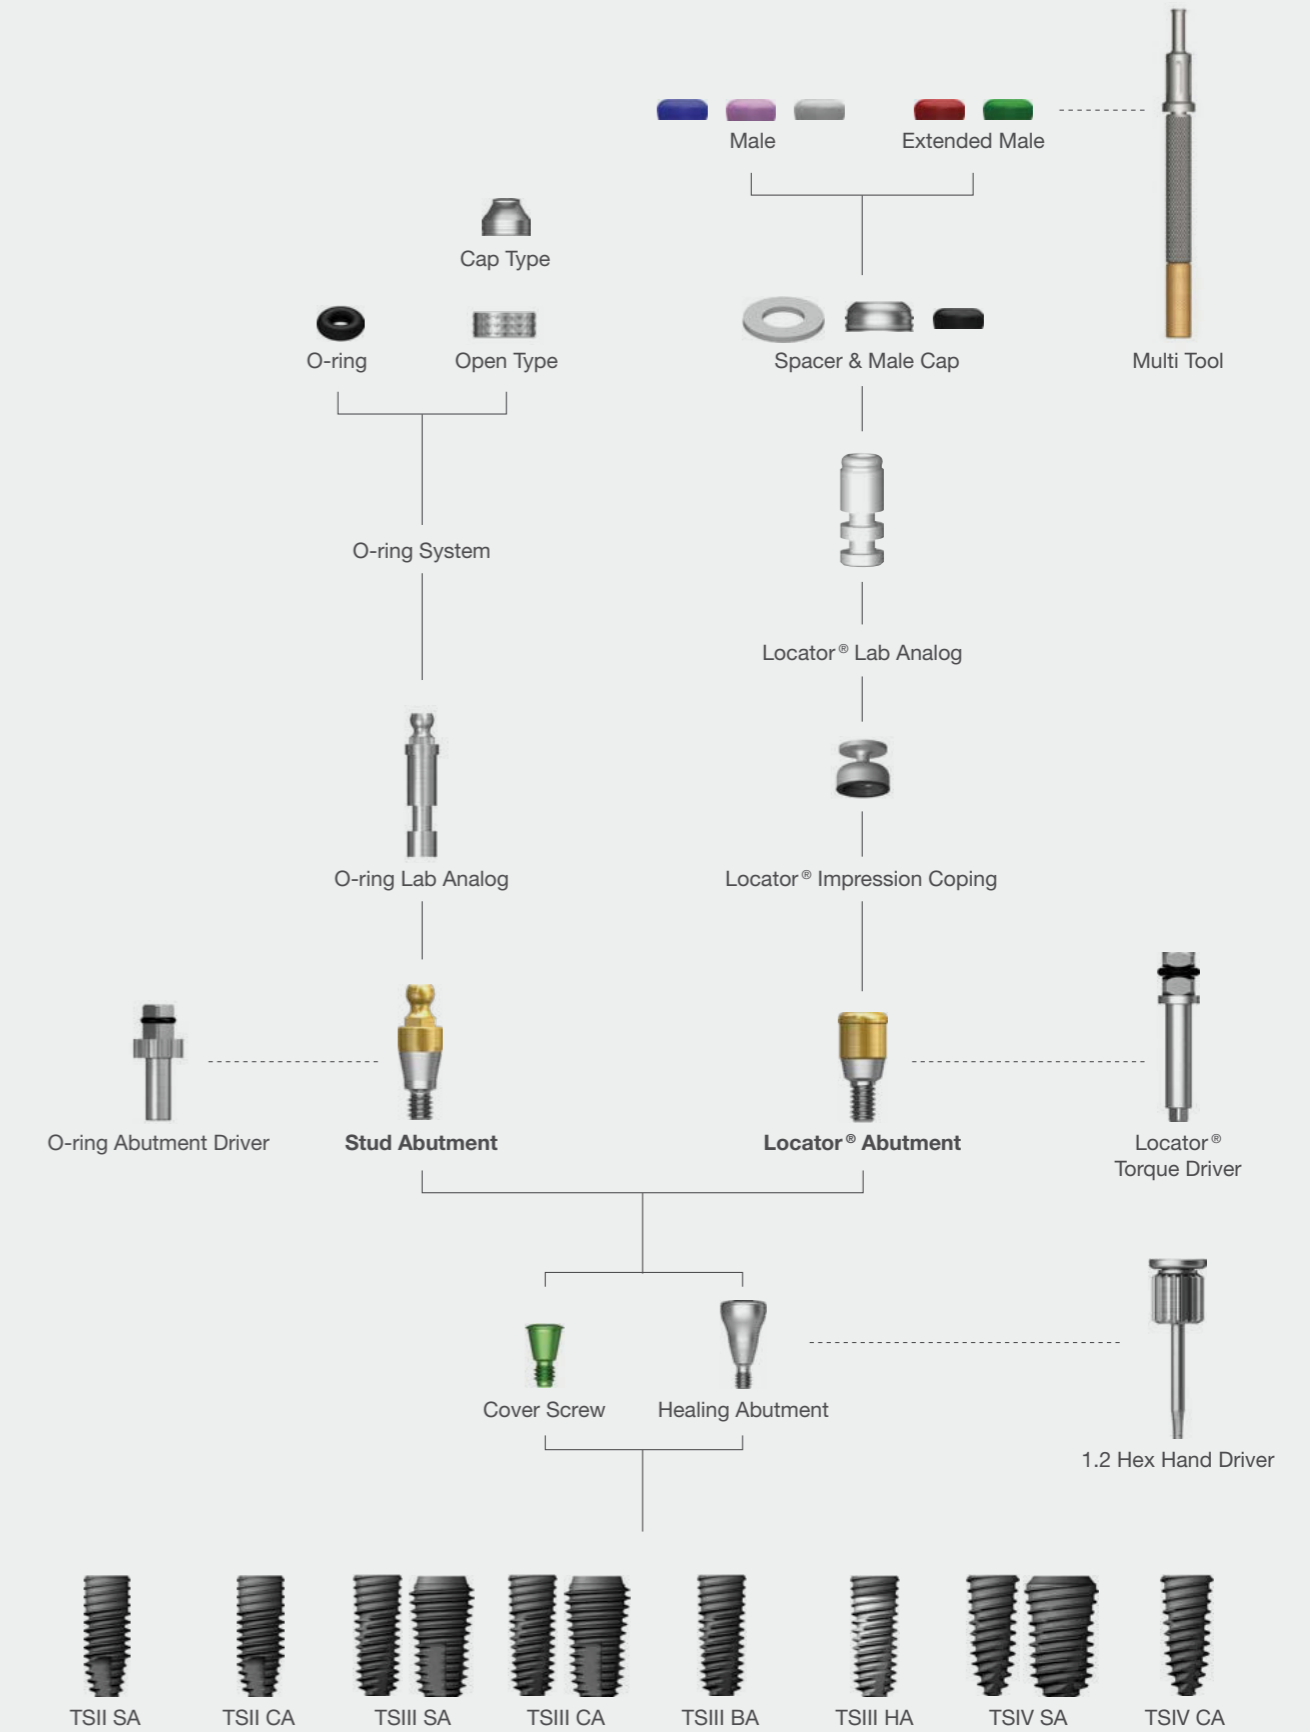 Male
Extended Male
Cap Type
O-ring
Open Type
Spacer & Male Cap
Multi Tool
O-ring System
Locator® Lab Analog
O-ring Lab Analog
Locator® Impression Coping
O-ring Abutment Driver
Stud Abutment
Locator® Abutment
Locator®
Torque Driver
Cover Screw
Healing Abutment
1.2 Hex Hand Driver
TSII SA
TSII CA
TSIII SA
TSIII CA
TSIII BA
TSIII HA
TSIV SA
TSIV CA